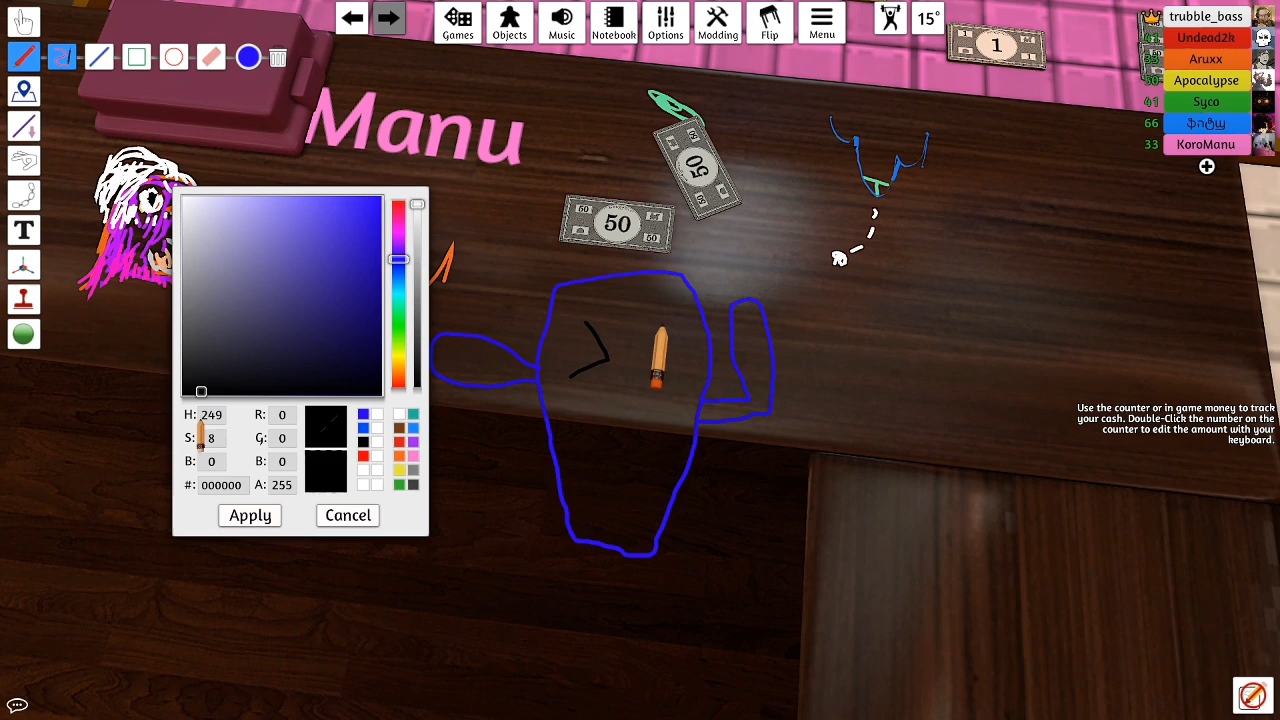 Games
Objects
Music
Notebook
Options
Modding
Flip
Menu
15°
trubble_bass
Undead2k
Aruxx
Apocalypse
41 Syco
66
33 KoroManu
1
Manu
50
50
T
H: 249 R: 0
S: 8 G: 0
B: 0 B: 0
#: 000000 A: 255
Apply Cancel
Use the counter or in game money to track
your cash. Double-Click the number on the
counter to edit the amount with your
keyboard.